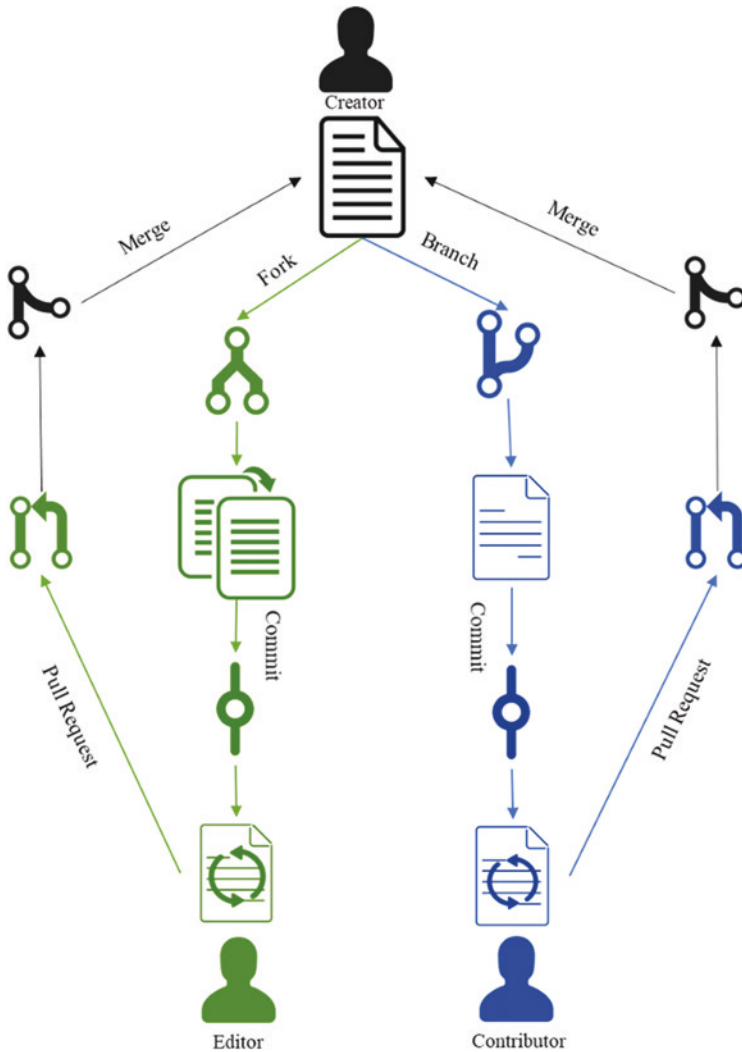 Creator
Merge
Merge
Fork
Branch
Commit
Commit
Pull Request
Pull Request
Editor
Contributor